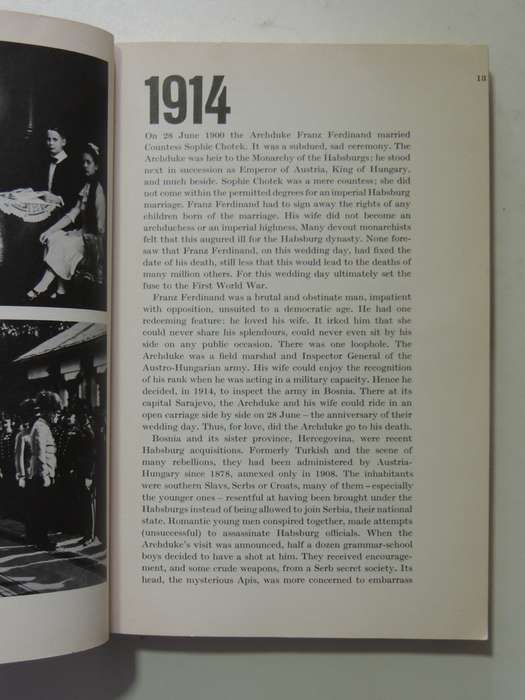 13
1914
On 28 June 1900 the Archduke Franz Ferdinand married
Countess Sophie Chotek. It was a subdued, sad ceremony. The
Archduke was heir to the Monarchy of the Habsburgs; he stood
next in succession as Emperor of Austria, King of Hungary,
and much beside. Sophie Chotek was a mere countess; she did
not come within the permitted degrees for an imperial Habsburg
marriage. Franz Ferdinand had to sign away the rights of any
children born of the marriage. His wife did not become an
archduchess or an imperial highness. Many devout monarchists
felt that this augured ill for the Habsburg dynasty. None fore-
saw that Franz Ferdinand, on this wedding day, had fixed the
date of his death, still less that this would lead to the deaths of
many million others. For this wedding day ultimately set the
fuse to the First World War.
Franz Ferdinand was a brutal and obstinate man, impatient
with opposition, unsuited to a democratic age. He had one
redeeming feature: he loved his wife. It irked him that she
could never share his splendours, could never even sit by his
side on any public occasion. There was one loophole. The
Archduke was a field marshal and Inspector General of the
Austro-Hungarian army. His wife could enjoy the recognition
of his rank when he was acting in a military capacity. Hence he
decided, in 1914, to inspect the army in Bosnia. There at its
capital Sarajevo, the Archduke and his wife could ride in an
open carriage side by side on 28 June – the anniversary of their
wedding day. Thus, for love, did the Archduke go to his death.
Bosnia and its sister province, Hercegovina, were recent
Habsburg acquisitions. Formerly Turkish and the scene of
many rebellions, they had been administered by Austria-
Hungary since 1878, annexed only in 1908. The inhabitants
were southern Slavs, Serbs or Croats, many of them – especially
the younger ones – resentful at having been brought under the
Habsburgs instead of being allowed to join Serbia, their national
state. Romantic young men conspired together, made attempts
(unsuccessful) to assassinate Habsburg officials. When the
Archduke's visit was announced, half a dozen grammar-school
boys decided to have a shot at him. They received encourage-
ment, and some crude weapons, from a Serb secret society. Its
head, the mysterious Apis, was more concerned to embarrass